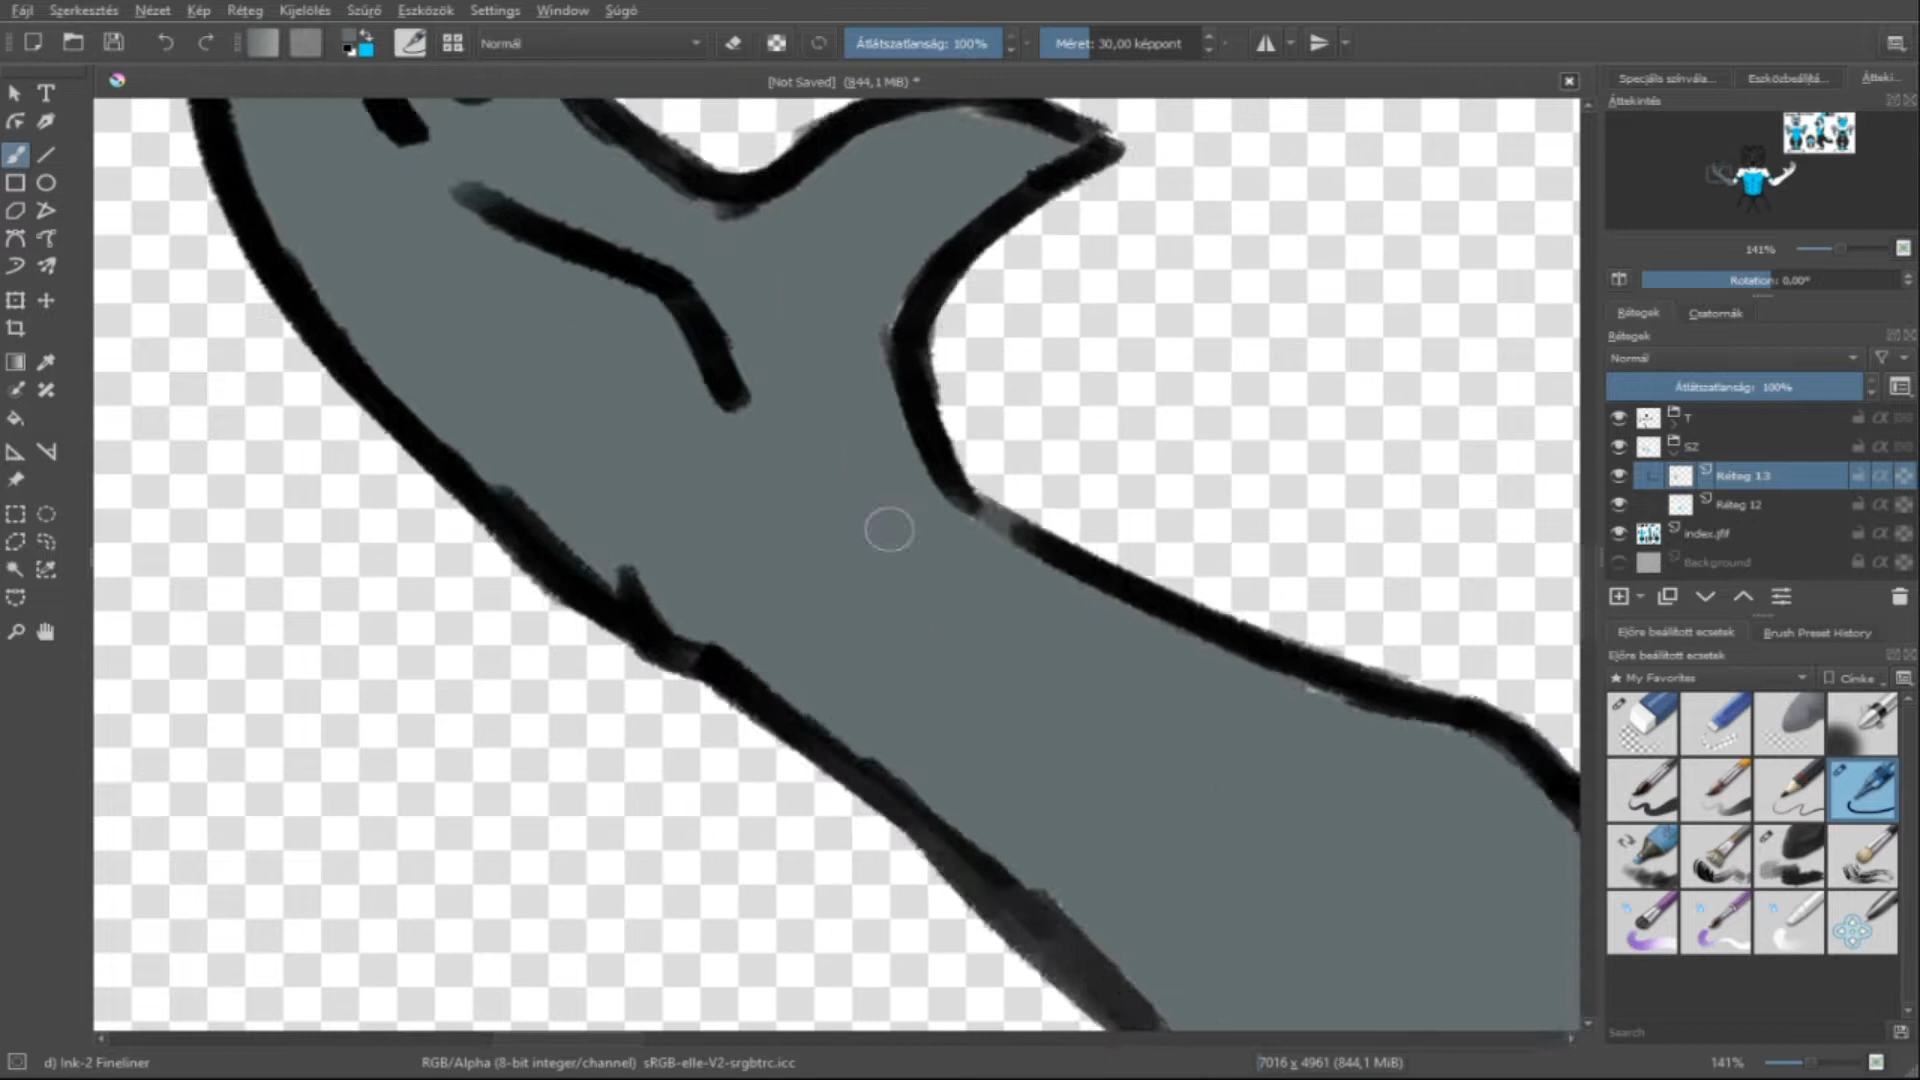 Fájl Szerkesztés Nézet Kép Réteg Kijelölés Szűrő Eszközök Settings Window Súgó
Normál
Átlátszatlanság: 100%
Méret: 30,00 képpont
[Not Saved] (844,1 MiB) *
Speciális színvála... Eszközbeállítá... Átteki...
Áttekintés
141%
Rotation: 0,00°
Rétegek Csatornák
Rétegek
Normál
Átlátszatlanság: 100%
T
SZ
Réteg 13
Réteg 12
index.jfif
Background
Előre beállított ecsetek Brush Preset History
Előre beállított ecsetek
★ My Favorites Címke
Search
d) Ink-2 Fineliner
RGB/Alpha (8-bit integer/channel) sRGB-elle-V2-srgbtrc.icc
7016 x 4961 (844,1 MiB)
141%